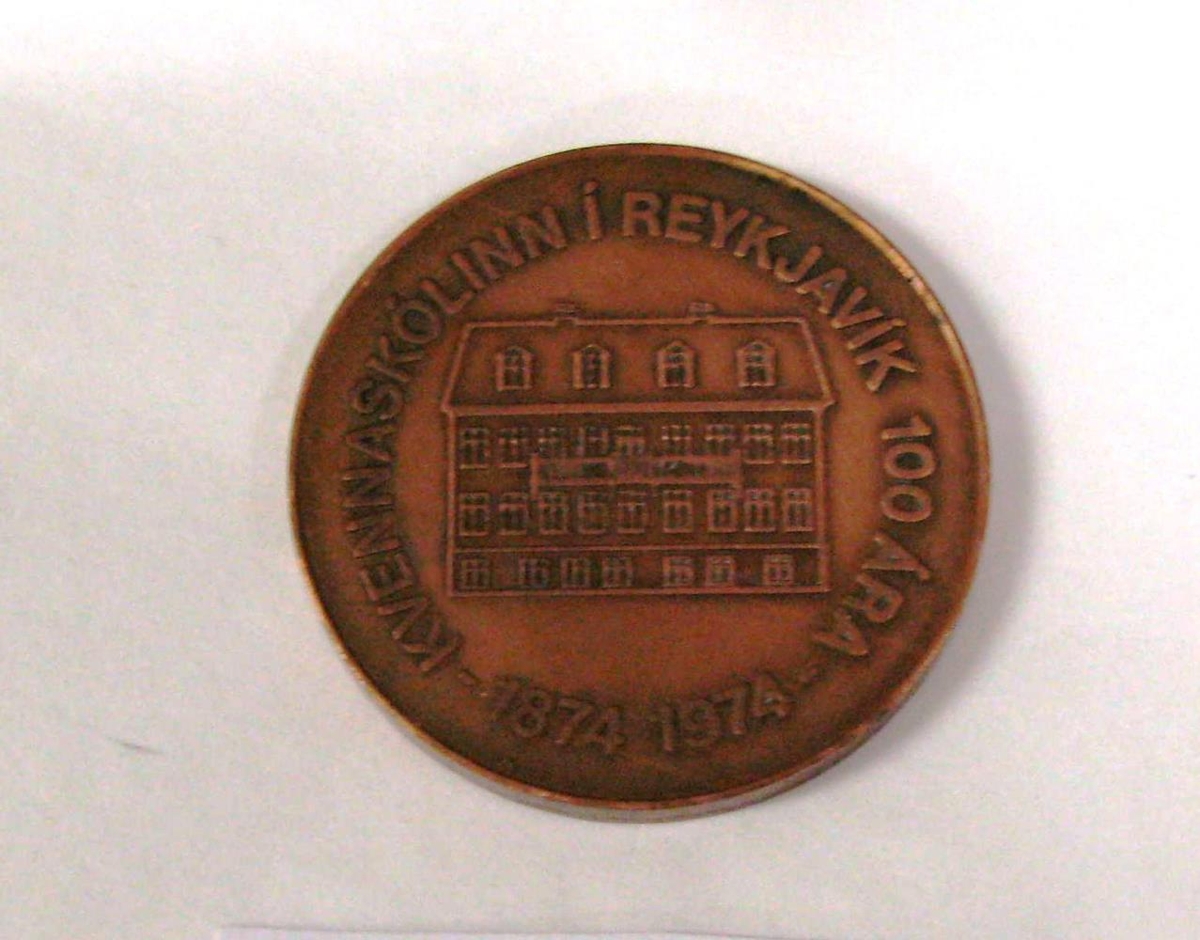 KVENNASKÓLINN Í REYKJAVÍK 100 ÁRA
- 1874 1974 -